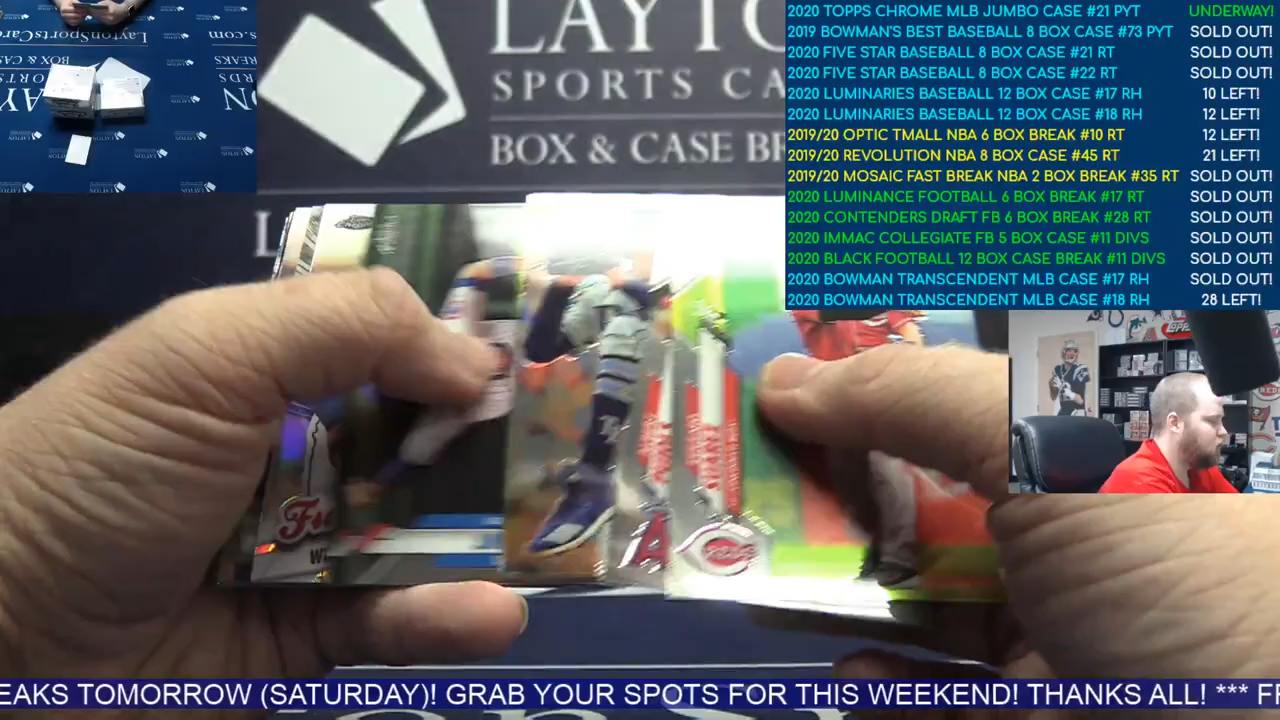 LaytonSportsCar
BOX & CAS
LAYTO
SPORTS CA
BOX & CASE BR
2020 TOPPS CHROME MLB JUMBO CASE #21 PYT UNDERWAY!
2019 BOWMAN'S BEST BASEBALL 8 BOX CASE #73 PYT SOLD OUT!
2020 FIVE STAR BASEBALL 8 BOX CASE #21 RT SOLD OUT!
2020 FIVE STAR BASEBALL 8 BOX CASE #22 RT SOLD OUT!
2020 LUMINARIES BASEBALL 12 BOX CASE #17 RH 10 LEFT!
2020 LUMINARIES BASEBALL 12 BOX CASE #18 RH 12 LEFT!
2019/20 OPTIC TMALL NBA 6 BOX BREAK #10 RT 12 LEFT!
2019/20 REVOLUTION NBA 8 BOX CASE #45 RT 21 LEFT!
2019/20 MOSAIC FAST BREAK NBA 2 BOX BREAK #35 RT SOLD OUT!
2020 LUMINANCE FOOTBALL 6 BOX BREAK #17 RT SOLD OUT!
2020 CONTENDERS DRAFT FB 6 BOX BREAK #28 RT SOLD OUT!
2020 IMMAC COLLEGIATE FB 5 BOX CASE #11 DIVS SOLD OUT!
2020 BLACK FOOTBALL 12 BOX CASE BREAK #11 DIVS SOLD OUT!
2020 BOWMAN TRANSCENDENT MLB CASE #17 RH SOLD OUT!
2020 BOWMAN TRANSCENDENT MLB CASE #18 RH 28 LEFT!
REDS
EAKS TOMORROW (SATURDAY)! GRAB YOUR SPOTS FOR THIS WEEKEND! THANKS ALL! *** F